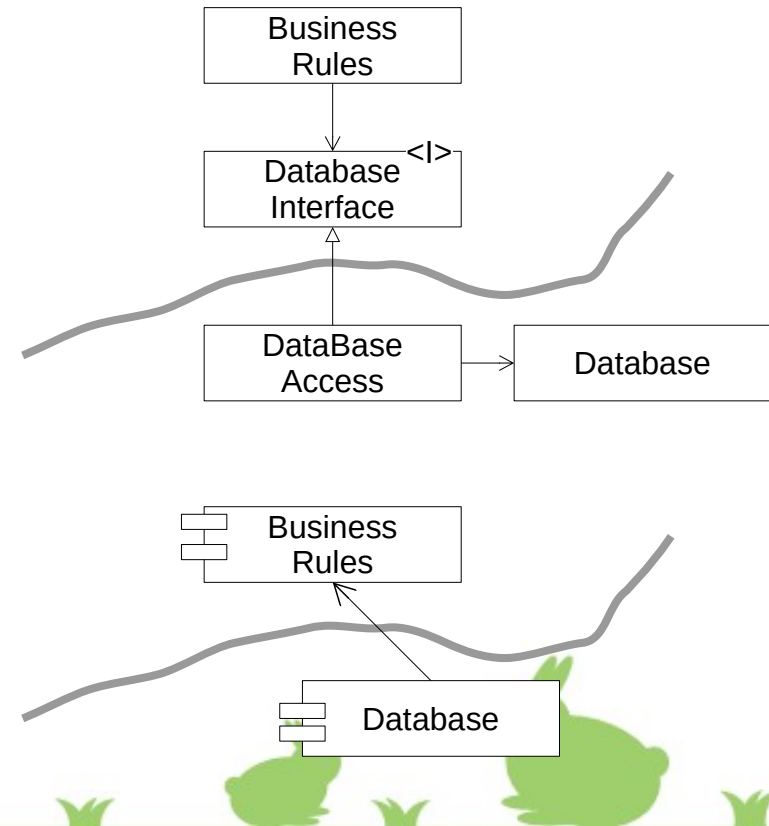 Business
Rules
<I>
Database
Interface
DataBase
Access
Database
Business
Rules
Database